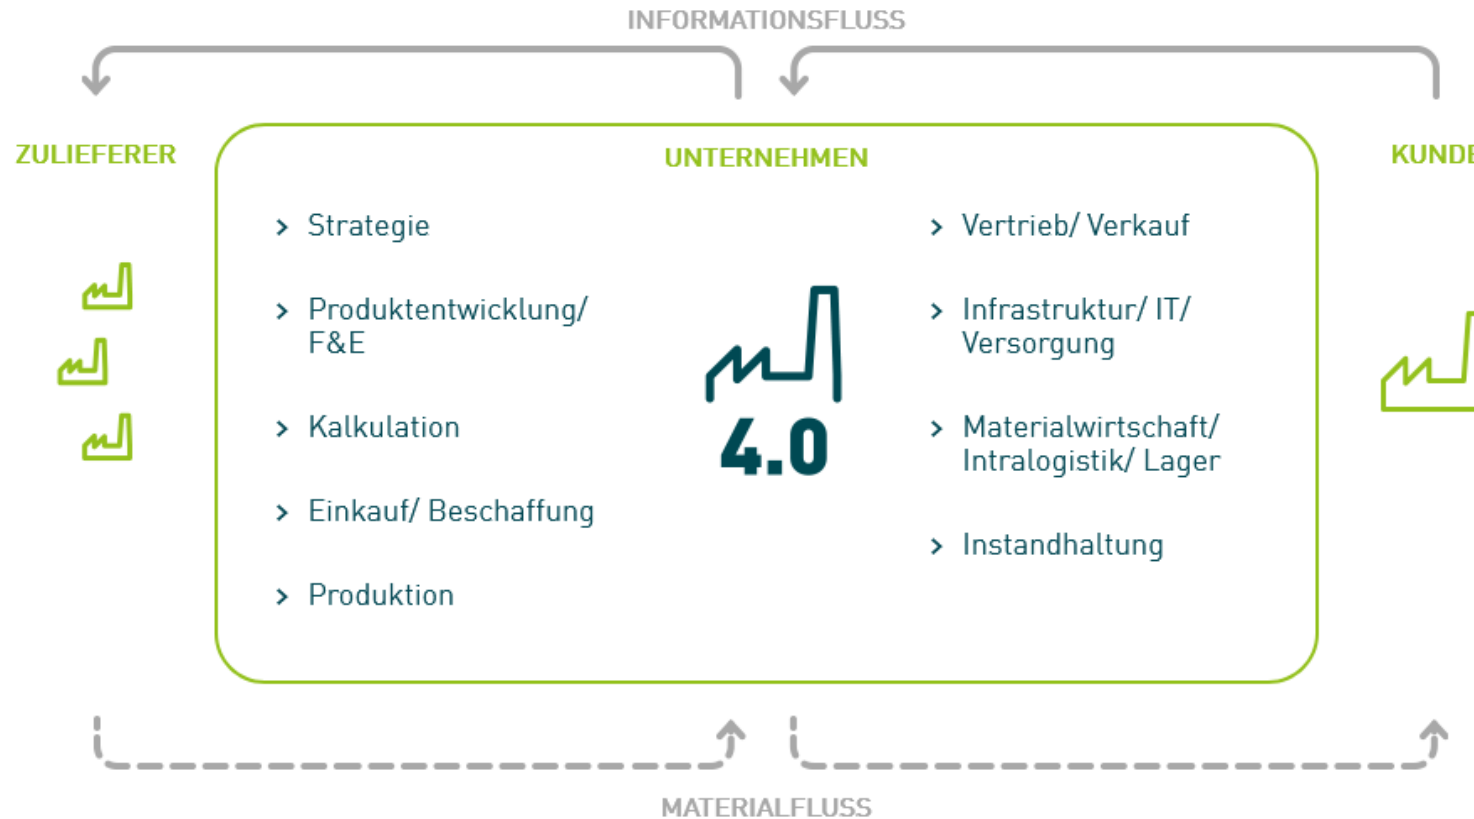 INFORMATIONSFLUSS
ZULIEFERER
UNTERNEHMEN
KUNDE
> Strategie
> Produktentwicklung/
F&E
> Kalkulation
> Einkauf/ Beschaffung
> Produktion
4.0
> Vertrieb/ Verkauf
> Infrastruktur/ IT/
Versorgung
> Materialwirtschaft/
Intralogistik/ Lager
> Instandhaltung
MATERIALFLUSS